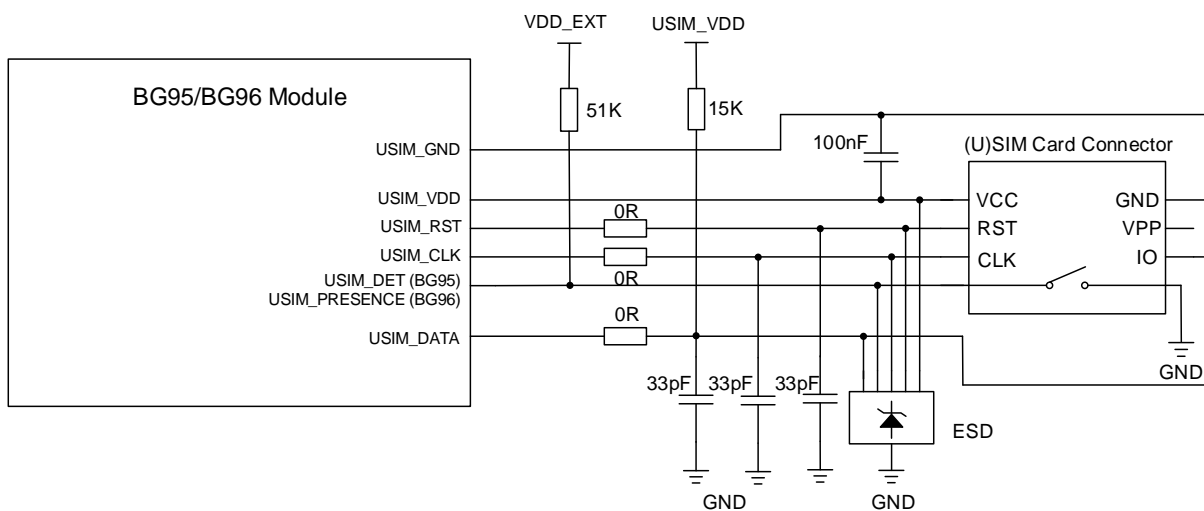 VDD_EXT
USIM_VDD
BG95/BG96 Module
51K
15K
USIM_GND
100nF
(U)SIM Card Connector
USIM_VDD
VCC
GND
0R
USIM_RST
RST
VPP
USIM_CLK
CLK
IO
0R
USIM_DET (BG95)
USIM_PRESENCE (BG96)
0R
USIM_DATA
GND
33pF
33pF
33pF
ESD
GND
GND